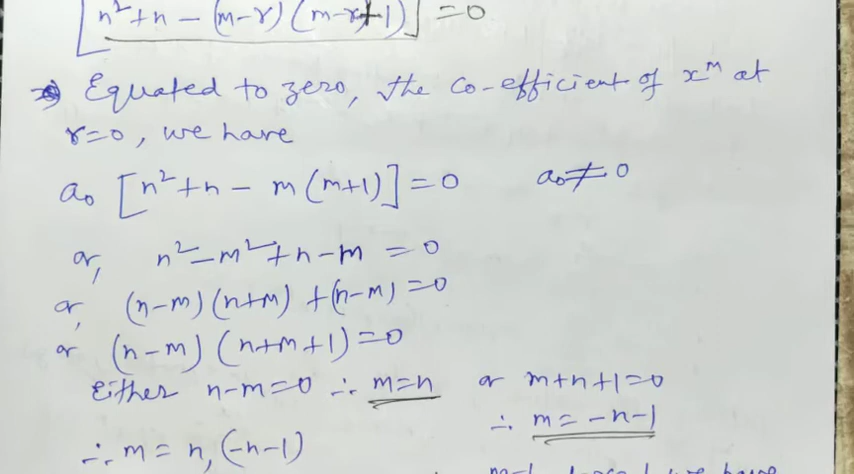 [n²+n - (m-r)(m-r+1)] = 0
Equated to zero, the co-efficient of xᵐ at
r=0, we have
a₀ [n²+n - m(m+1)] = 0 a₀ ≠ 0
or, n²-m²+n-m = 0
or, (n-m)(n+m)+(n-m)=0
or (n-m)(n+m+1)=0
Either n-m=0 ∴ m=n or m+n+1=0
∴ m = -n-1
∴ m = n, (-n-1)